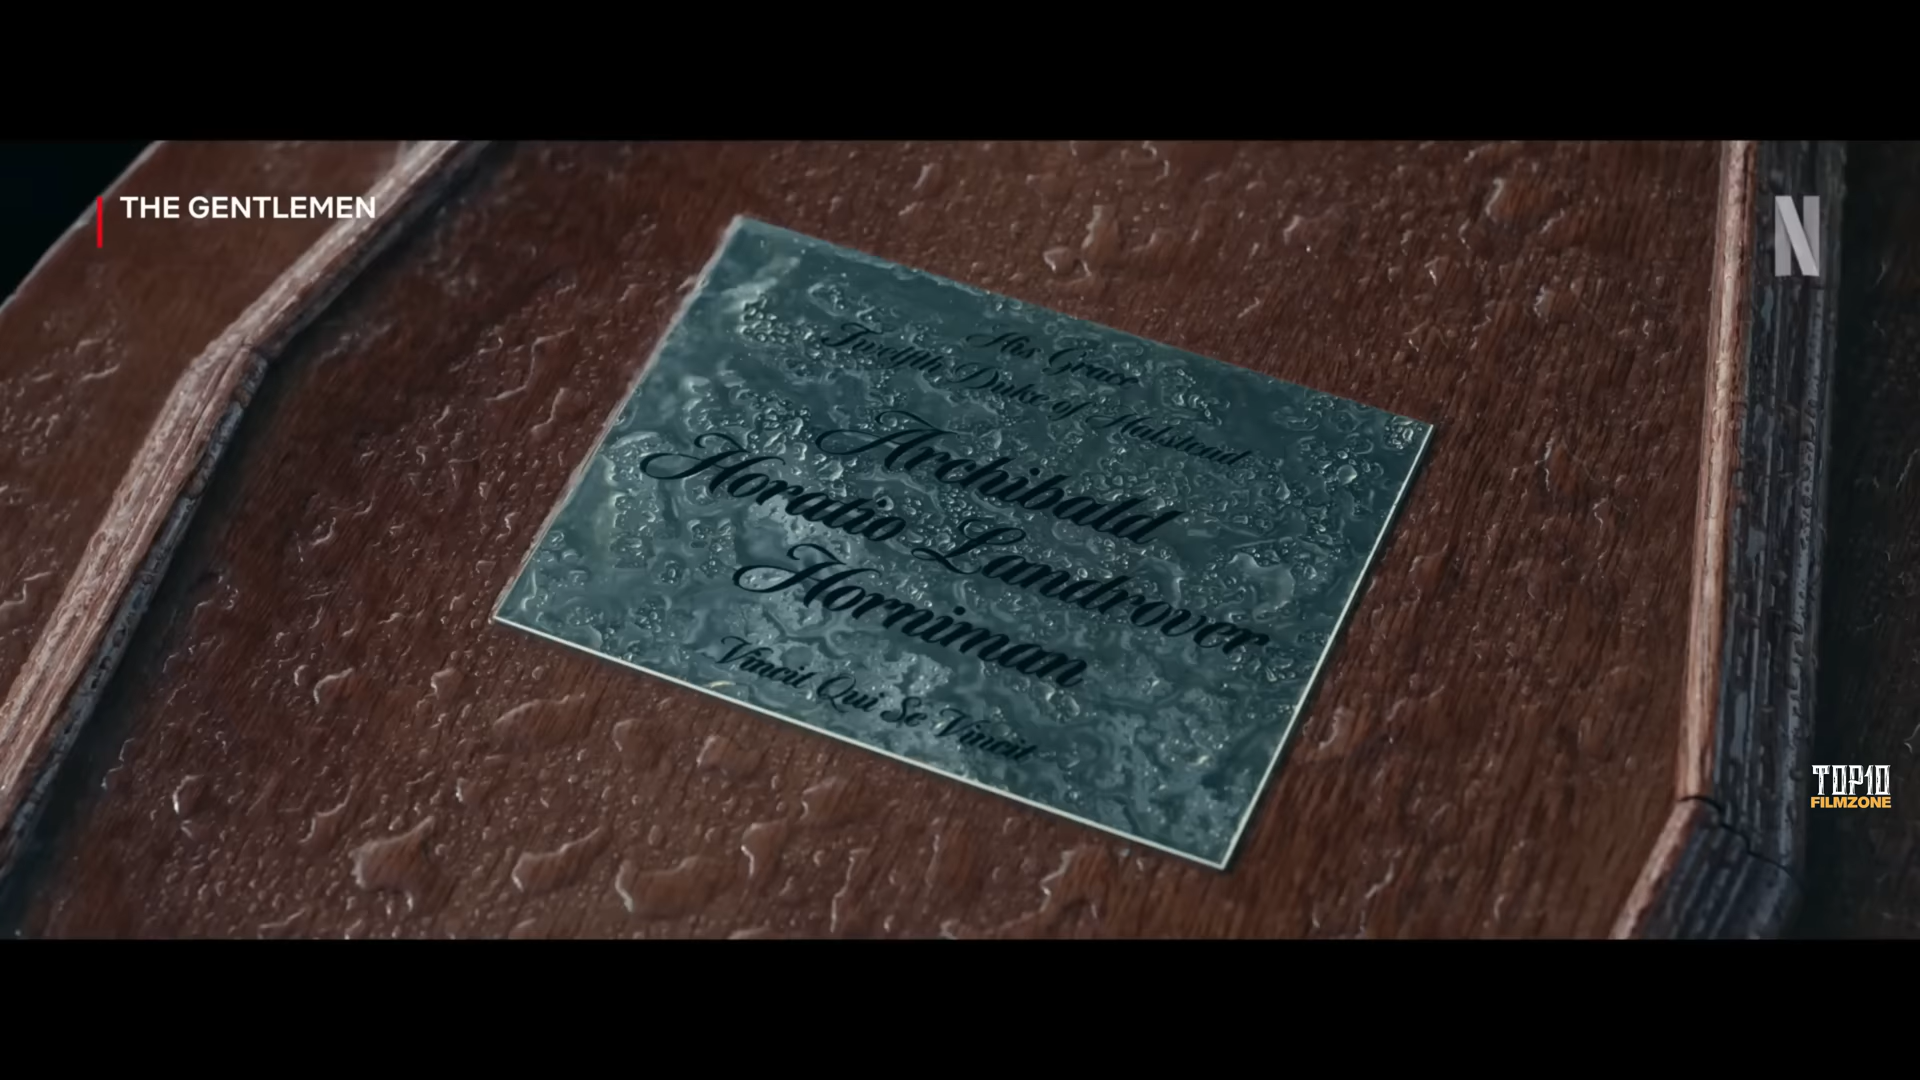 THE GENTLEMEN
N
His Grace
Twelfth Duke of Halstead
Archibald
Horatio Landrover
Horniman
Vincit Qui Se Vincit
TOP10
FILMZONE